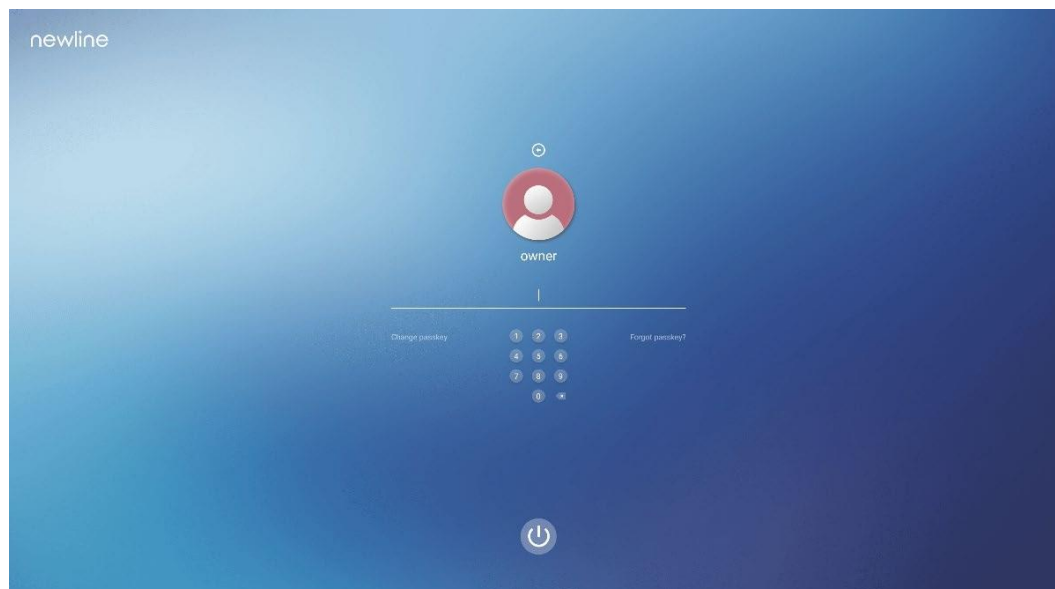 newline
owner
Change passkey
Forgot passkey?
1 2 3
4 5 6
7 8 9
0